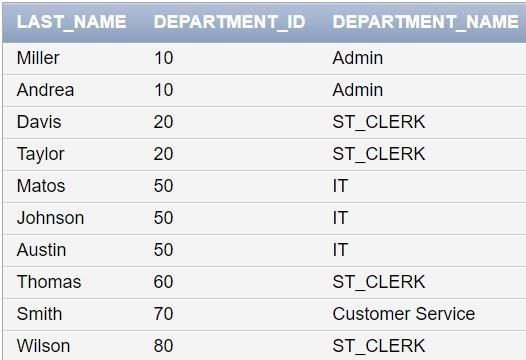 LAST_NAME DEPARTMENT_ID DEPARTMENT_NAME
Miller 10 Admin
Andrea 10 Admin
Davis 20 ST_CLERK
Taylor 20 ST_CLERK
Matos 50 IT
Johnson 50 IT
Austin 50 IT
Thomas 60 ST_CLERK
Smith 70 Customer Service
Wilson 80 ST_CLERK